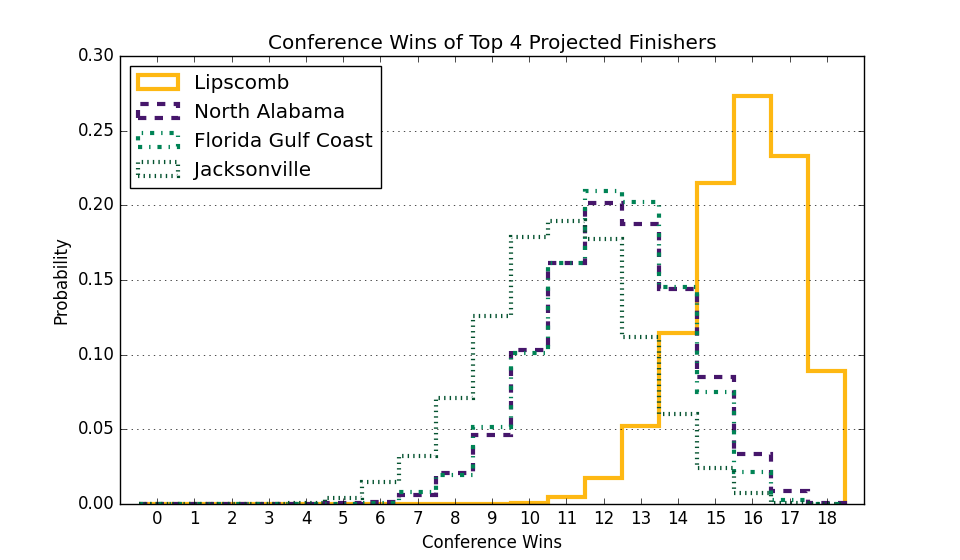 Conference Wins of Top 4 Projected Finishers
0.30
0.25
0.20
0.15
0.10
0.05
0.00
Probability
Lipscomb
North Alabama
Florida Gulf Coast
Jacksonville
0 1 2 3 4 5 6 7 8 9 10 11 12 13 14 15 16 17 18
Conference Wins